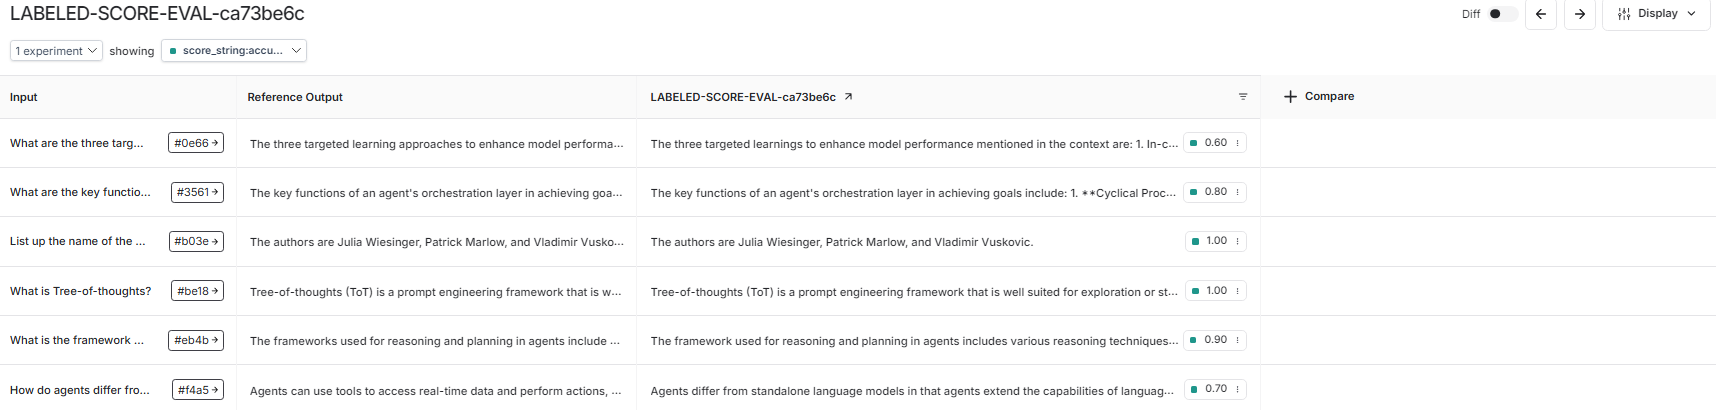 LABELED-SCORE-EVAL-ca73be6c
Diff
Display
1 experiment
showing
score_string:accu...
Input
Reference Output
LABELED-SCORE-EVAL-ca73be6c
Compare
What are the three targ...
#0e66
The three targeted learning approaches to enhance model performa...
The three targeted learnings to enhance model performance mentioned in the context are: 1. In-c...
0.60
What are the key functio...
#3561
The key functions of an agent's orchestration layer in achieving goa...
The key functions of an agent's orchestration layer in achieving goals include: 1. **Cyclical Proc...
0.80
List up the name of the ...
#b03e
The authors are Julia Wiesinger, Patrick Marlow, and Vladimir Vusko...
The authors are Julia Wiesinger, Patrick Marlow, and Vladimir Vuskovic.
1.00
What is Tree-of-thoughts?
#be18
Tree-of-thoughts (ToT) is a prompt engineering framework that is w...
Tree-of-thoughts (ToT) is a prompt engineering framework that is well suited for exploration or st...
1.00
What is the framework ...
#eb4b
The frameworks used for reasoning and planning in agents include ...
The framework used for reasoning and planning in agents includes various reasoning techniques...
0.90
How do agents differ fro...
#f4a5
Agents can use tools to access real-time data and perform actions, ...
Agents differ from standalone language models in that agents extend the capabilities of languag...
0.70